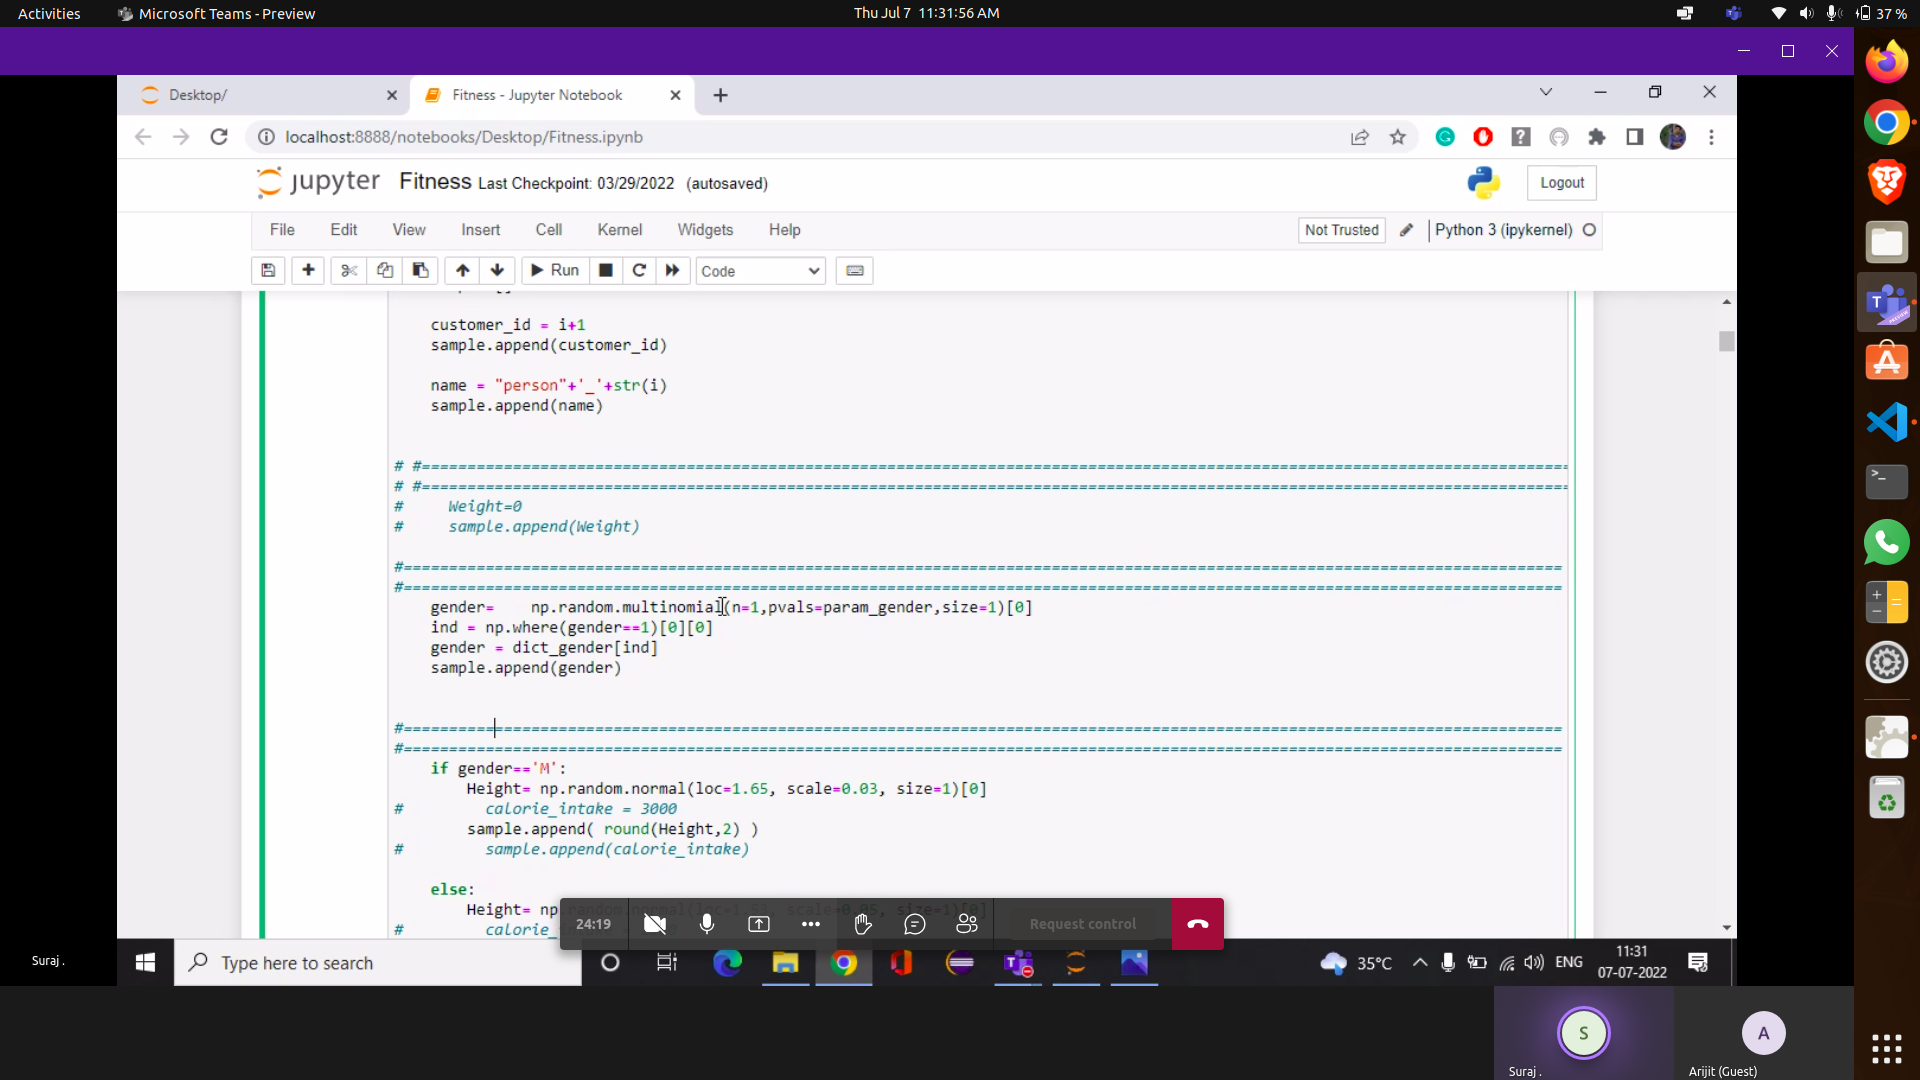 Activities
Microsoft Teams - Preview
Thu Jul 7 11:31:56 AM
37 %
Desktop/
Fitness - Jupyter Notebook
localhost:8888/notebooks/Desktop/Fitness.ipynb
jupyter
Fitness Last Checkpoint: 03/29/2022 (autosaved)
Logout
File Edit View Insert Cell Kernel Widgets Help
Not Trusted
Python 3 (ipykernel)
Run
Code
customer_id = i+1
sample.append(customer_id)
name = "person"+'_'+str(i)
sample.append(name)
# #==============================================================================
# #==============================================================================
# Weight=0
# sample.append(Weight)
#==============================================================================
#==============================================================================
gender= np.random.multinomial(n=1,pvals=param_gender,size=1)[0]
ind = np.where(gender==1)[0][0]
gender = dict_gender[ind]
sample.append(gender)
#==============================================================================
#==============================================================================
if gender=='M':
Height= np.random.normal(loc=1.65, scale=0.03, size=1)[0]
# calorie_intake = 3000
sample.append( round(Height,2) )
# sample.append(calorie_intake)
else:
Height= np
# calorie_i
24:19
Request control
Suraj .
Type here to search
35°C
ENG
11:31
07-07-2022
S
Suraj .
A
Arijit (Guest)